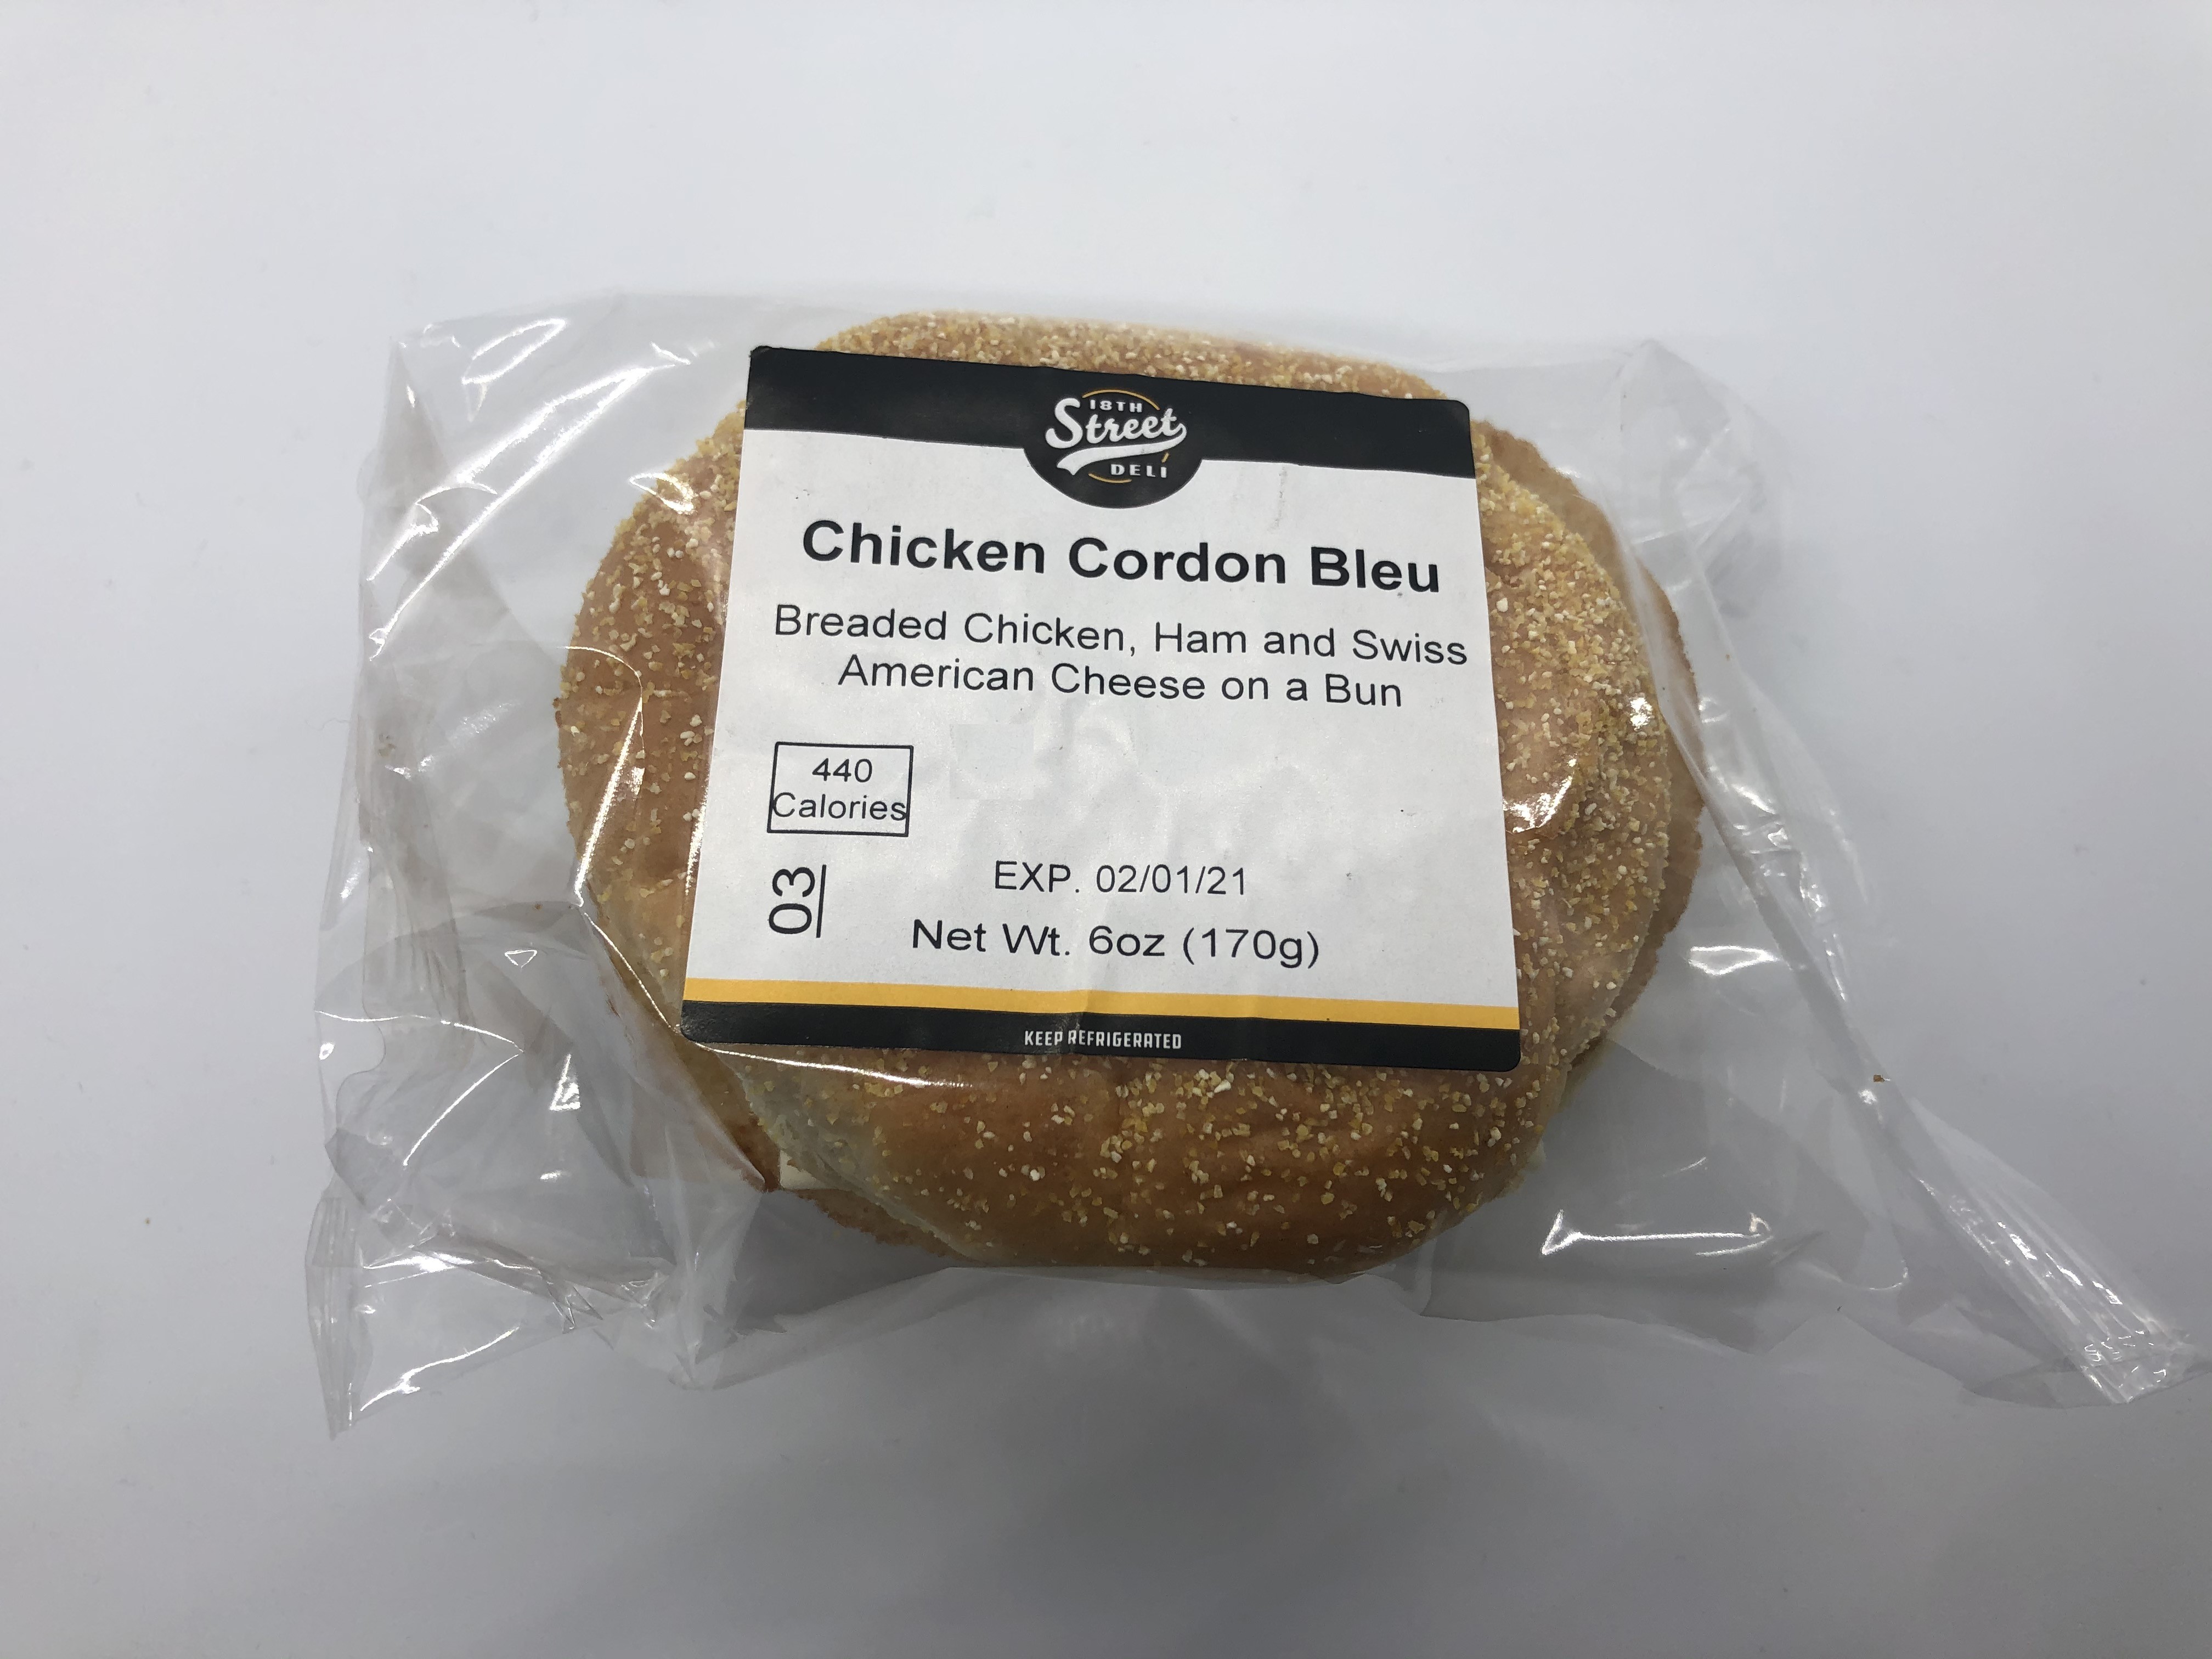 18TH
Street
DELI
Chicken Cordon Bleu
Breaded Chicken, Ham and Swiss
American Cheese on a Bun
440
Calories
03
EXP. 02/01/21
Net Wt. 6oz (170g)
KEEP REFRIGERATED